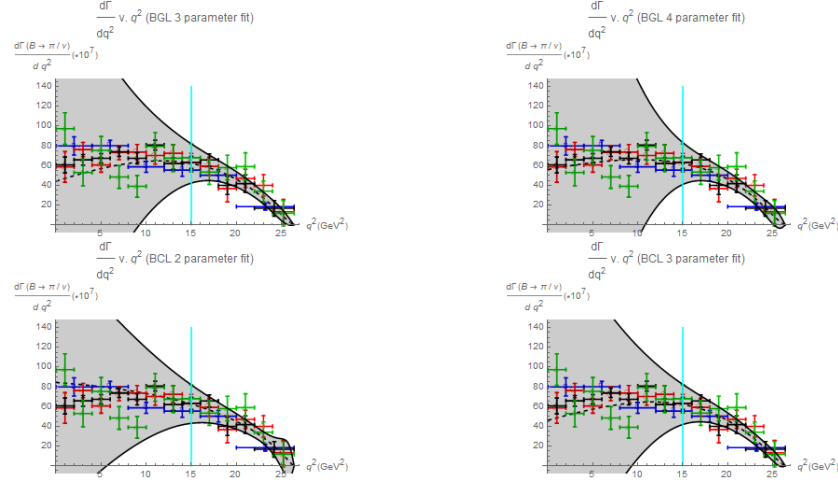 dΓ/dq² v. q² (BGL 3 parameter fit)
dΓ(B → π l ν)/d q² (*10⁷)
140
120
100
80
60
40
20
5 10 15 20 25
q² (GeV²)
dΓ/dq² v. q² (BGL 4 parameter fit)
dΓ(B → π l ν)/d q² (*10⁷)
140
120
100
80
60
40
20
5 10 15 20 25
q² (GeV²)
dΓ/dq² v. q² (BCL 2 parameter fit)
dΓ(B → π l ν)/d q² (*10⁷)
140
120
100
80
60
40
20
5 10 15 20 25
q² (GeV²)
dΓ/dq² v. q² (BCL 3 parameter fit)
dΓ(B → π l ν)/d q² (*10⁷)
140
120
100
80
60
40
20
5 10 15 20 25
q² (GeV²)